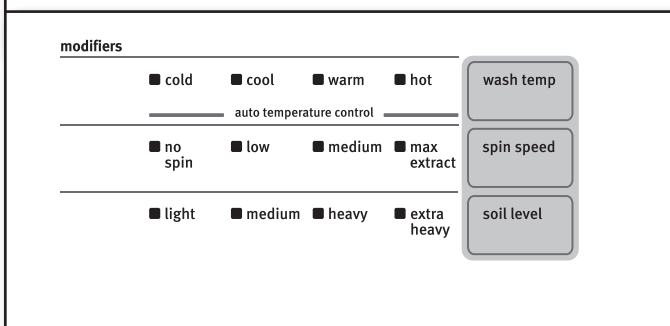 modifiers
cold cool warm hot wash temp
auto temperature control
no spin low medium max extract spin speed
light medium heavy extra heavy soil level